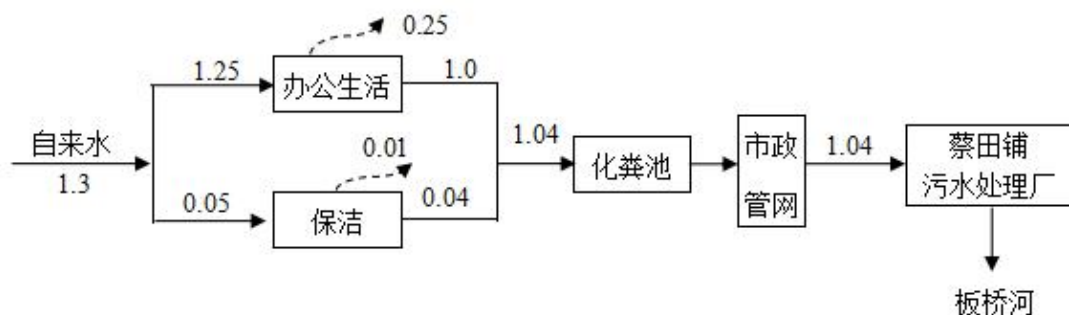 0.25
1.25
办公生活
1.0
自来水
1.3
0.01
0.05
保洁
0.04
1.04
化粪池
市政
管网
1.04
蔡田铺
污水处理厂
板桥河